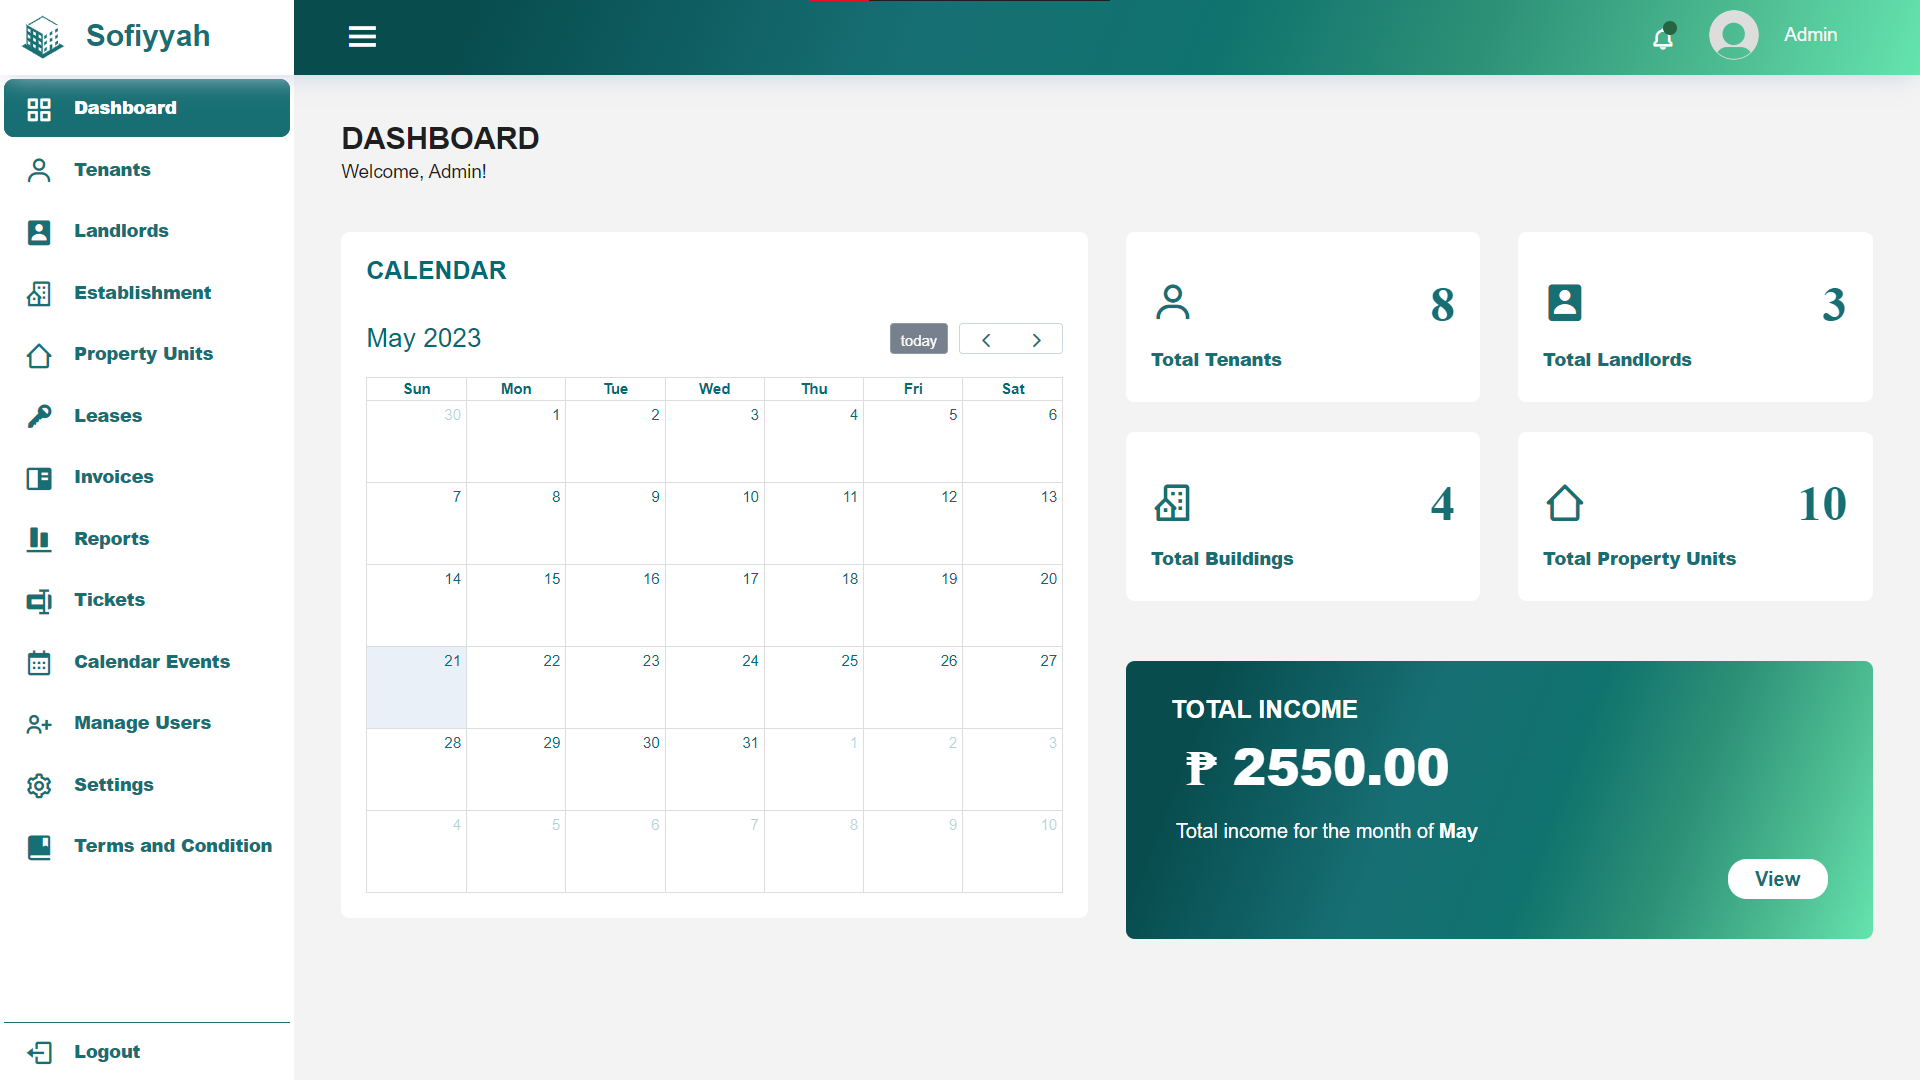 Sofiyyah
Admin
Dashboard
Tenants
Landlords
Establishment
Property Units
Leases
Invoices
Reports
Tickets
Calendar Events
Manage Users
Settings
Terms and Condition
Logout
DASHBOARD
Welcome, Admin!
CALENDAR
May 2023
today
Sun Mon Tue Wed Thu Fri Sat
30 1 2 3 4 5 6
7 8 9 10 11 12 13
14 15 16 17 18 19 20
21 22 23 24 25 26 27
28 29 30 31 1 2 3
4 5 6 7 8 9 10
8
Total Tenants
3
Total Landlords
4
Total Buildings
10
Total Property Units
TOTAL INCOME
₱ 2550.00
Total income for the month of May
View